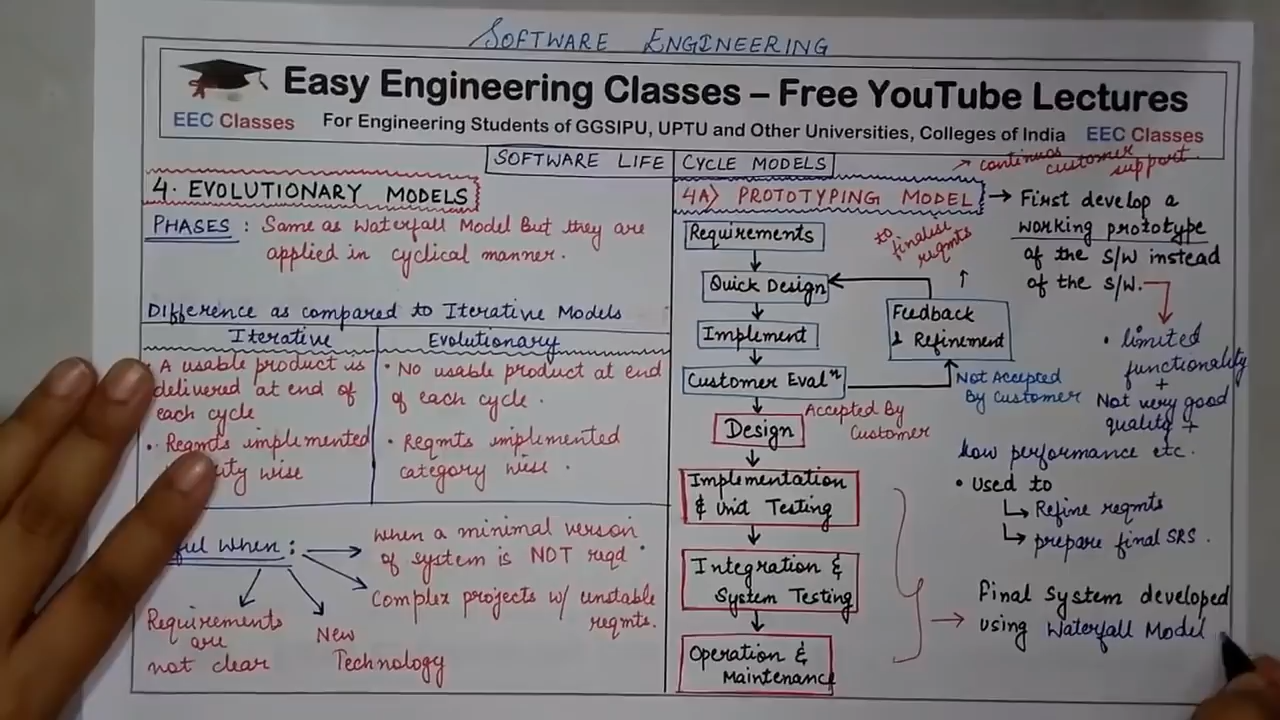 SOFTWARE ENGINEERING
Easy Engineering Classes – Free YouTube Lectures
EEC Classes For Engineering Students of GGSIPU, UPTU and Other Universities, Colleges of India EEC Classes
SOFTWARE LIFE CYCLE MODELS
4. EVOLUTIONARY MODELS
PHASES : Same as Waterfall Model But they are
applied in cyclical manner.
Difference as compared to Iterative Models
Iterative
A usable product is
delivered at end of
each cycle
• Reqmts implemented
wise
Evolutionary
• No usable product at end
of each cycle.
• Reqmts implimented
category wise.
ful When :
when a minimal verson
of system is NOT reqd.
Complex projects w/ unstable
reqmts.
Requirements
are
not clear
New
Technology
4A) PROTOTYPING MODEL
→ continuos customer
support.
→ First develop a
working prototype
of the S/W instead
of the S/W.
• limited
functionality
+
Not very good
quality +
low performance etc.
• Used to
Refine reqmts
prepare final SRS.
Requirements
Quick Design
Implement
Customer Evalⁿ
to
finalise
reqmts
Feedback
& Refinement
Not Accepted
By Customer
Accepted By
Customer
Design
Implementation
& Unid Testing
Integration &
System Testing
Operation &
Maintenance
→ Final System developed
using Waterfall Model